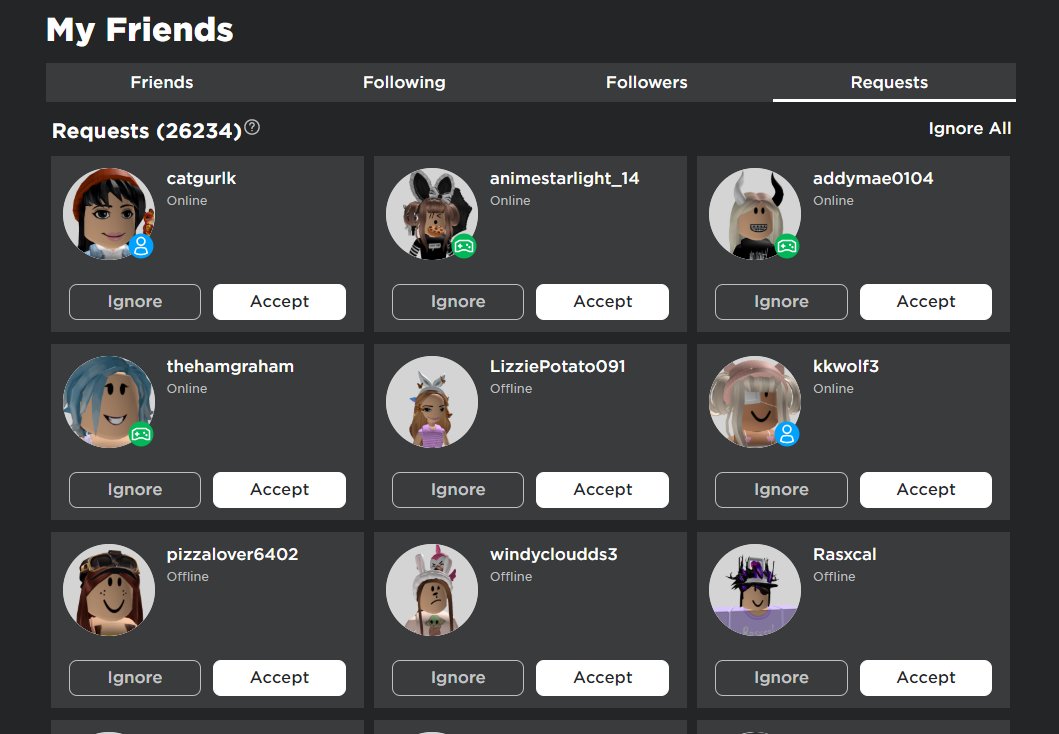 My Friends
Friends Following Followers Requests
Requests (26234) Ignore All
catgurlk animestarlight_14 addymae0104
Online Online Online
Ignore Accept Ignore Accept Ignore Accept
thehamgraham LizziePotato091 kkwolf3
Online Offline Online
Ignore Accept Ignore Accept Ignore Accept
pizzalover6402 windycloudds3 Rasxcal
Offline Offline Offline
Rasxcal
Ignore Accept Ignore Accept Ignore Accept